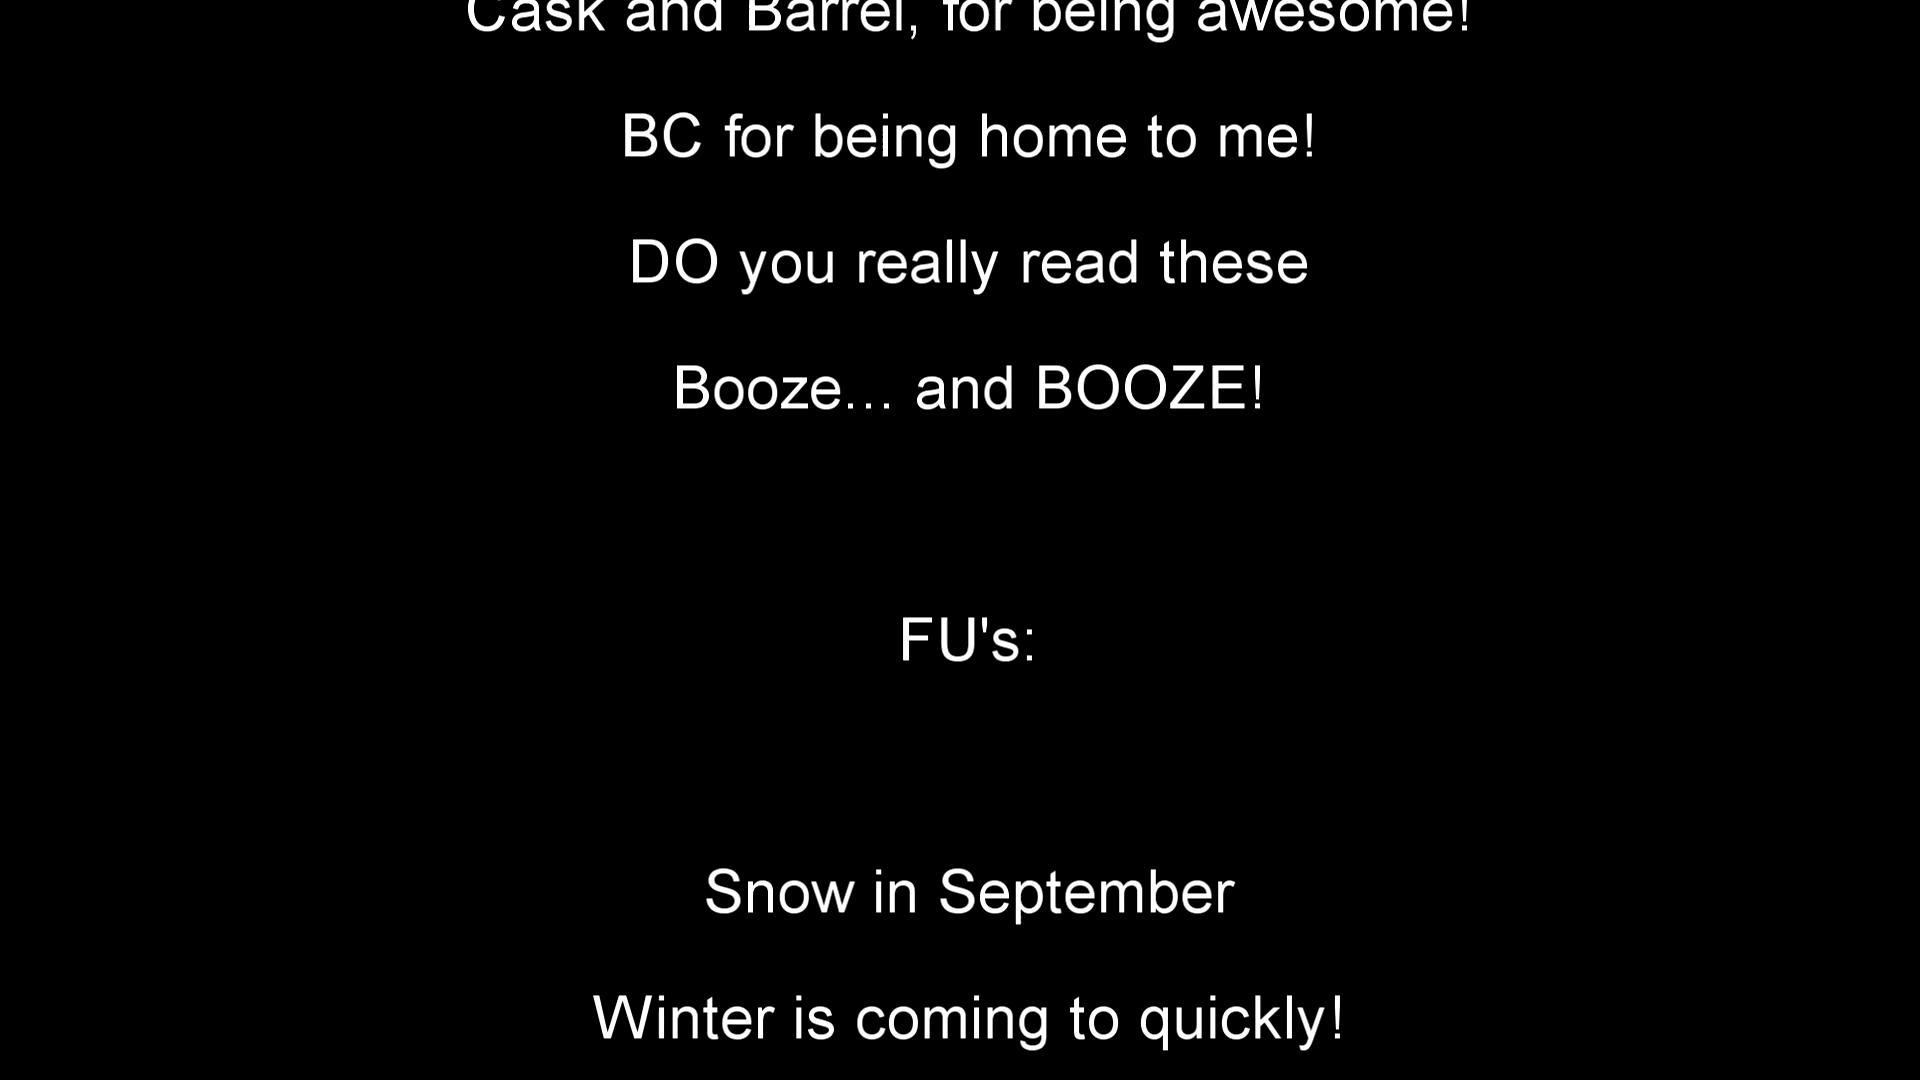 Cask and Barrel, for being awesome!
BC for being home to me!
DO you really read these
Booze... and BOOZE!
FU's:
Snow in September
Winter is coming to quickly!